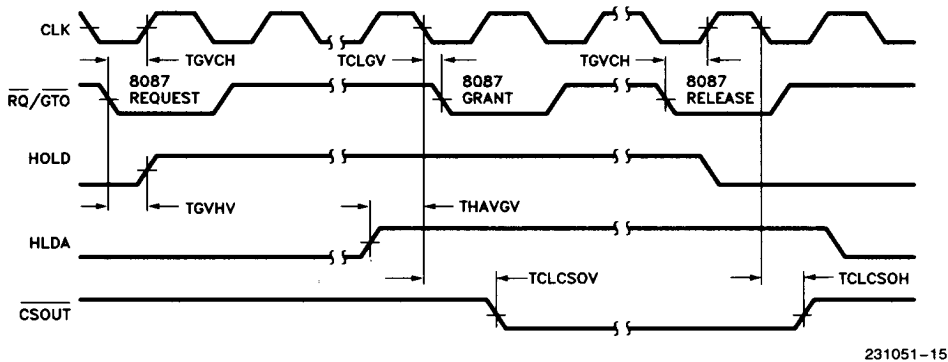 CLK
TGVCH
TCLGV
TGVCH
RQ/GTO
8087
REQUEST
8087
GRANT
8087
RELEASE
HOLD
TGVHV
THAVGV
HLDA
TCLCSOV
TCLCSOH
CSOUT
231051-15